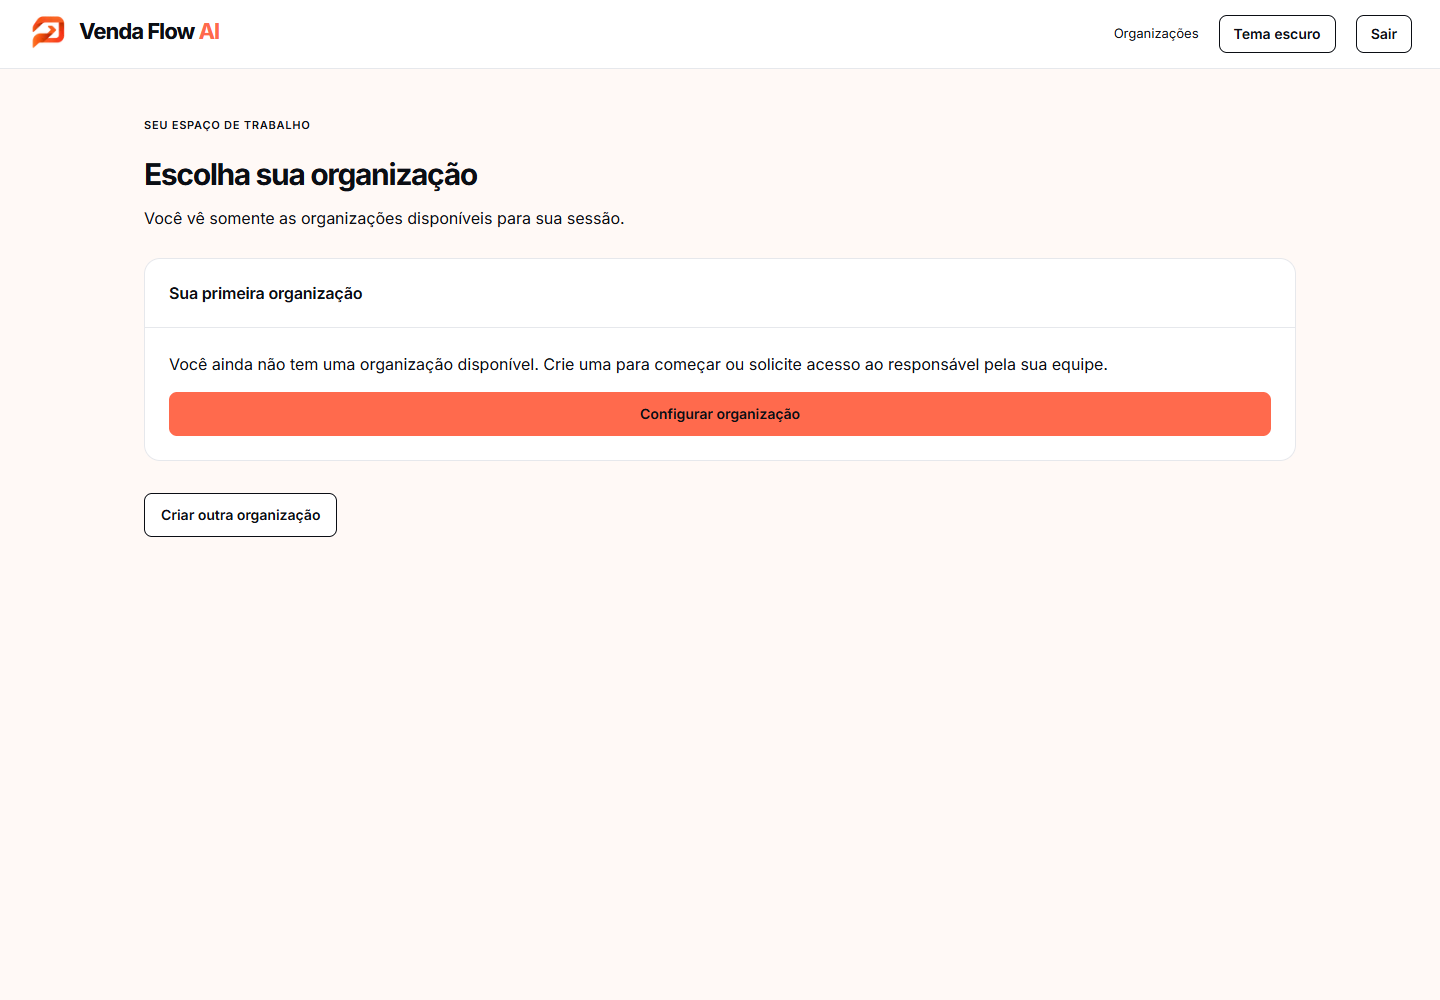 Venda Flow AI
Organizações
Tema escuro
Sair
SEU ESPAÇO DE TRABALHO
Escolha sua organização
Você vê somente as organizações disponíveis para sua sessão.
Sua primeira organização
Você ainda não tem uma organização disponível. Crie uma para começar ou solicite acesso ao responsável pela sua equipe.
Configurar organização
Criar outra organização